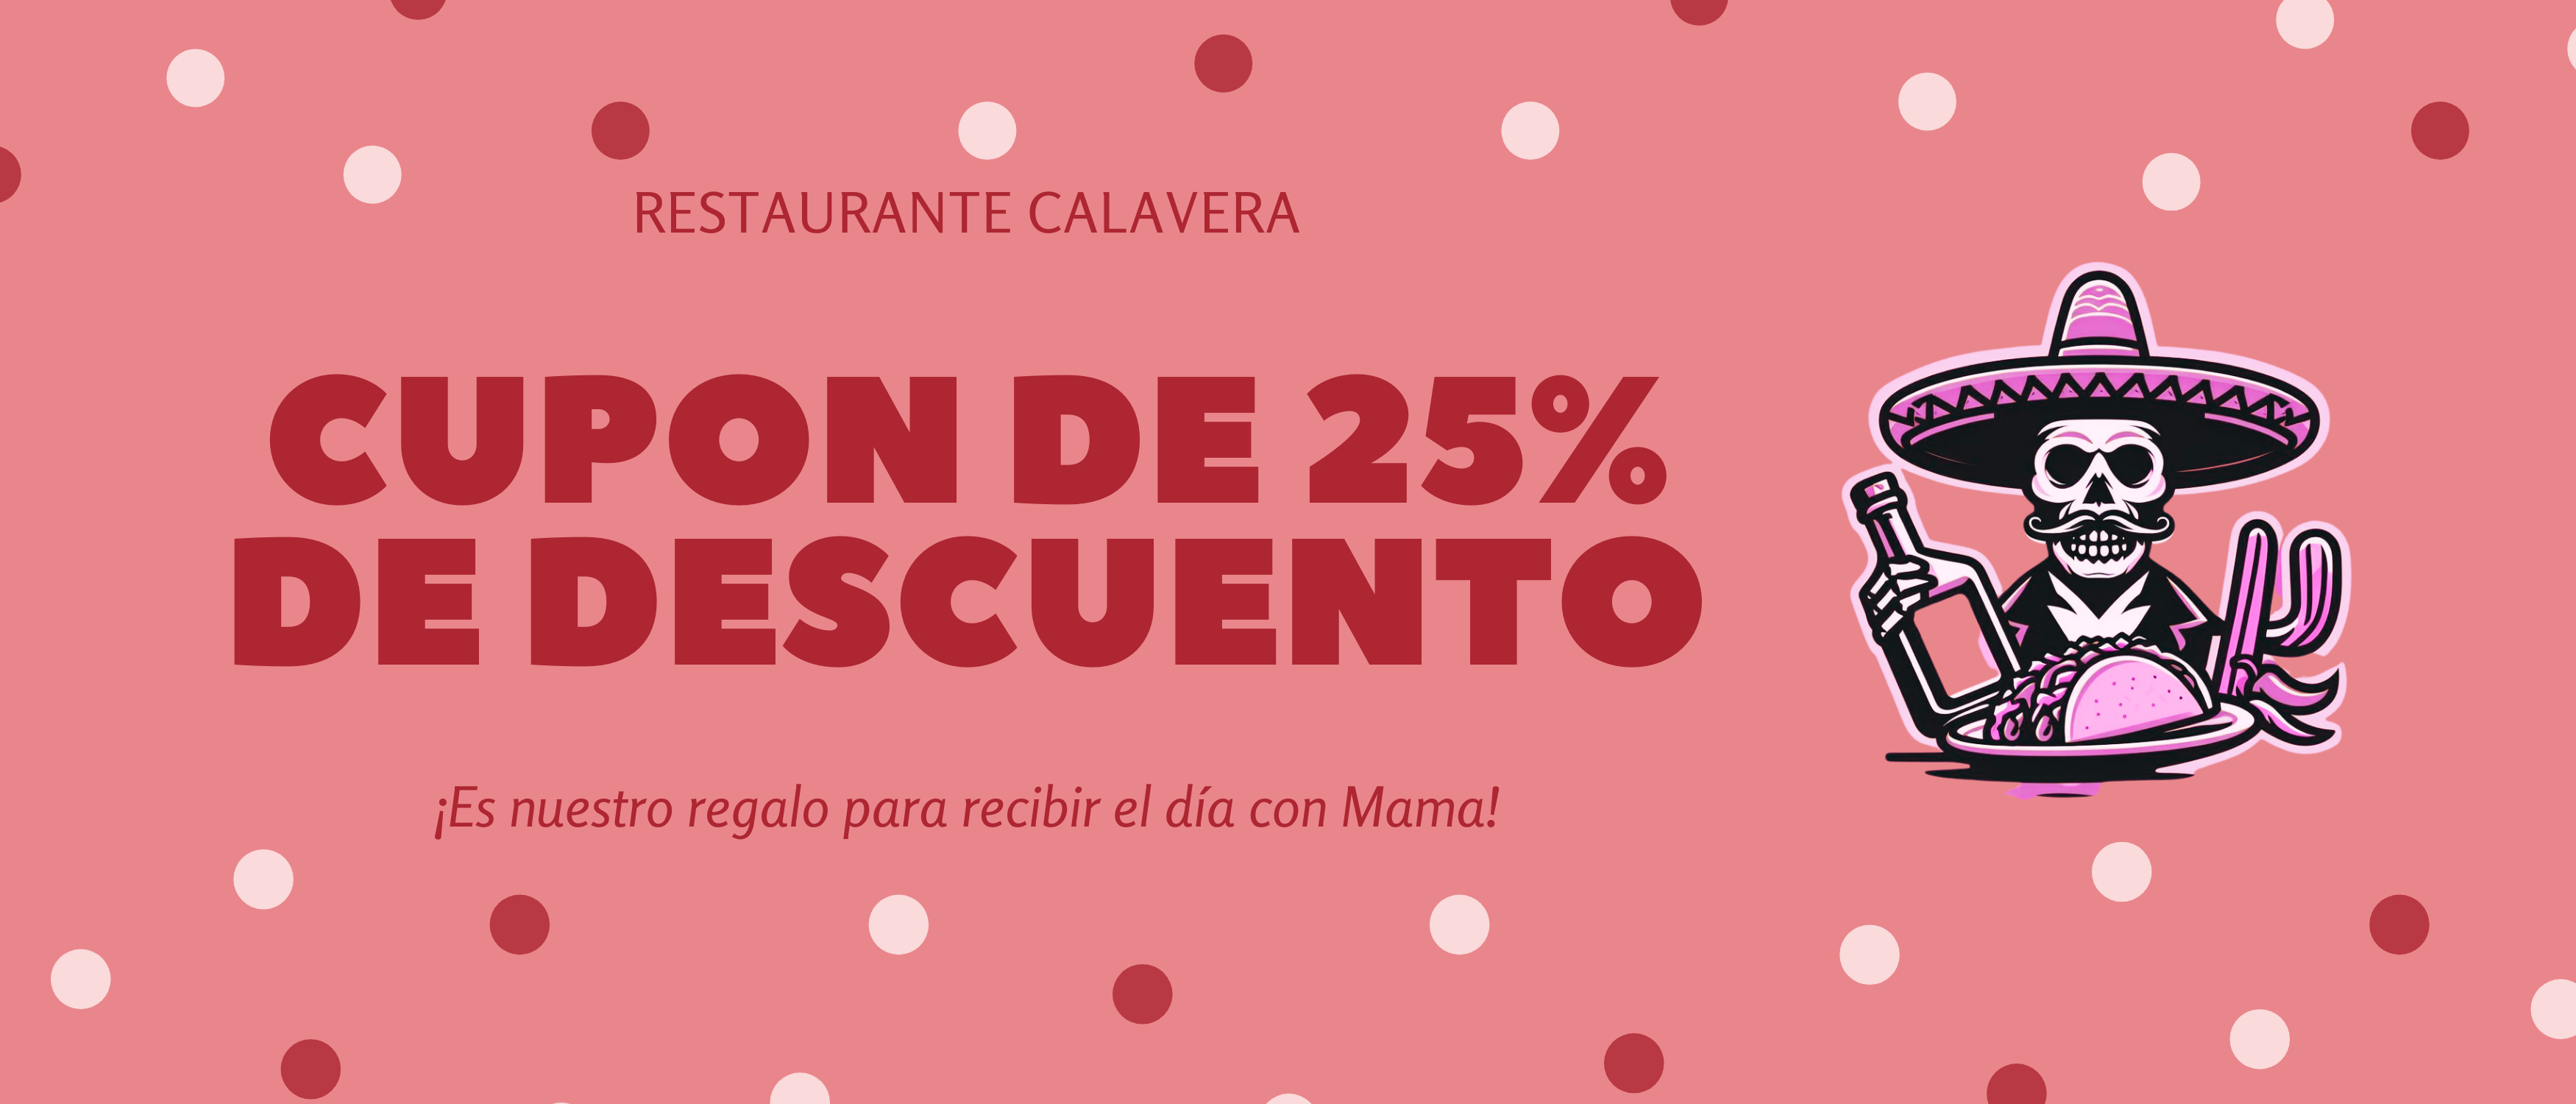 RESTAURANTE CALAVERA
CUPON DE 25%
DE DESCUENTO
¡Es nuestro regalo para recibir el día con Mama!